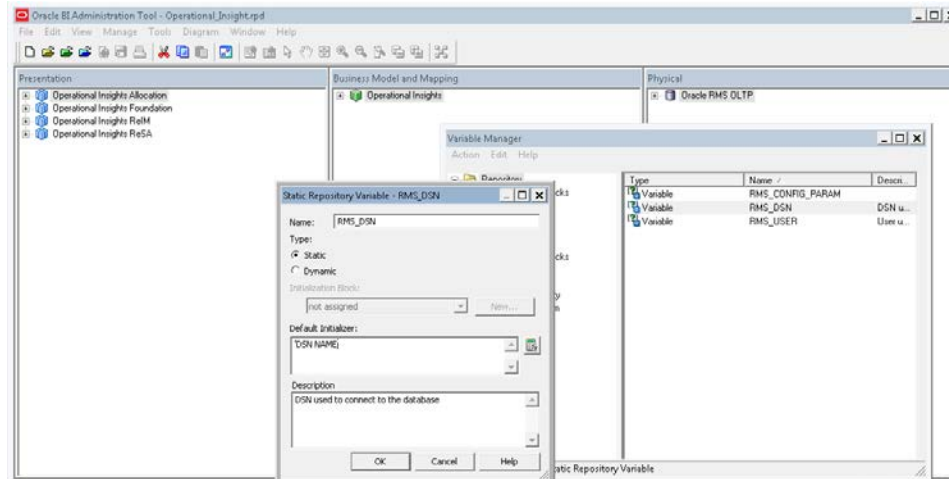 Oracle BI Administration Tool - Operational_Insight.rpd
File Edit View Manage Tools Diagram Window Help
Presentation
Operational Insights Allocation
Operational Insights Foundation
Operational Insights ReIM
Operational Insights ReSA
Business Model and Mapping
Operational Insights
Physical
Oracle RMS OLTP
Variable Manager
Action Edit Help
Repository
cks
cks
Type Name Descri...
Variable RMS_CONFIG_PARAM
Variable RMS_DSN DSN u...
Variable RMS_USER User u...
Static Repository Variable
Static Repository Variable - RMS_DSN
Name: RMS_DSN
Type:
Static
Dynamic
Initialization Block:
not assigned
New...
Default Initializer:
'DSN NAME
Description
DSN used to connect to the database
OK Cancel Help